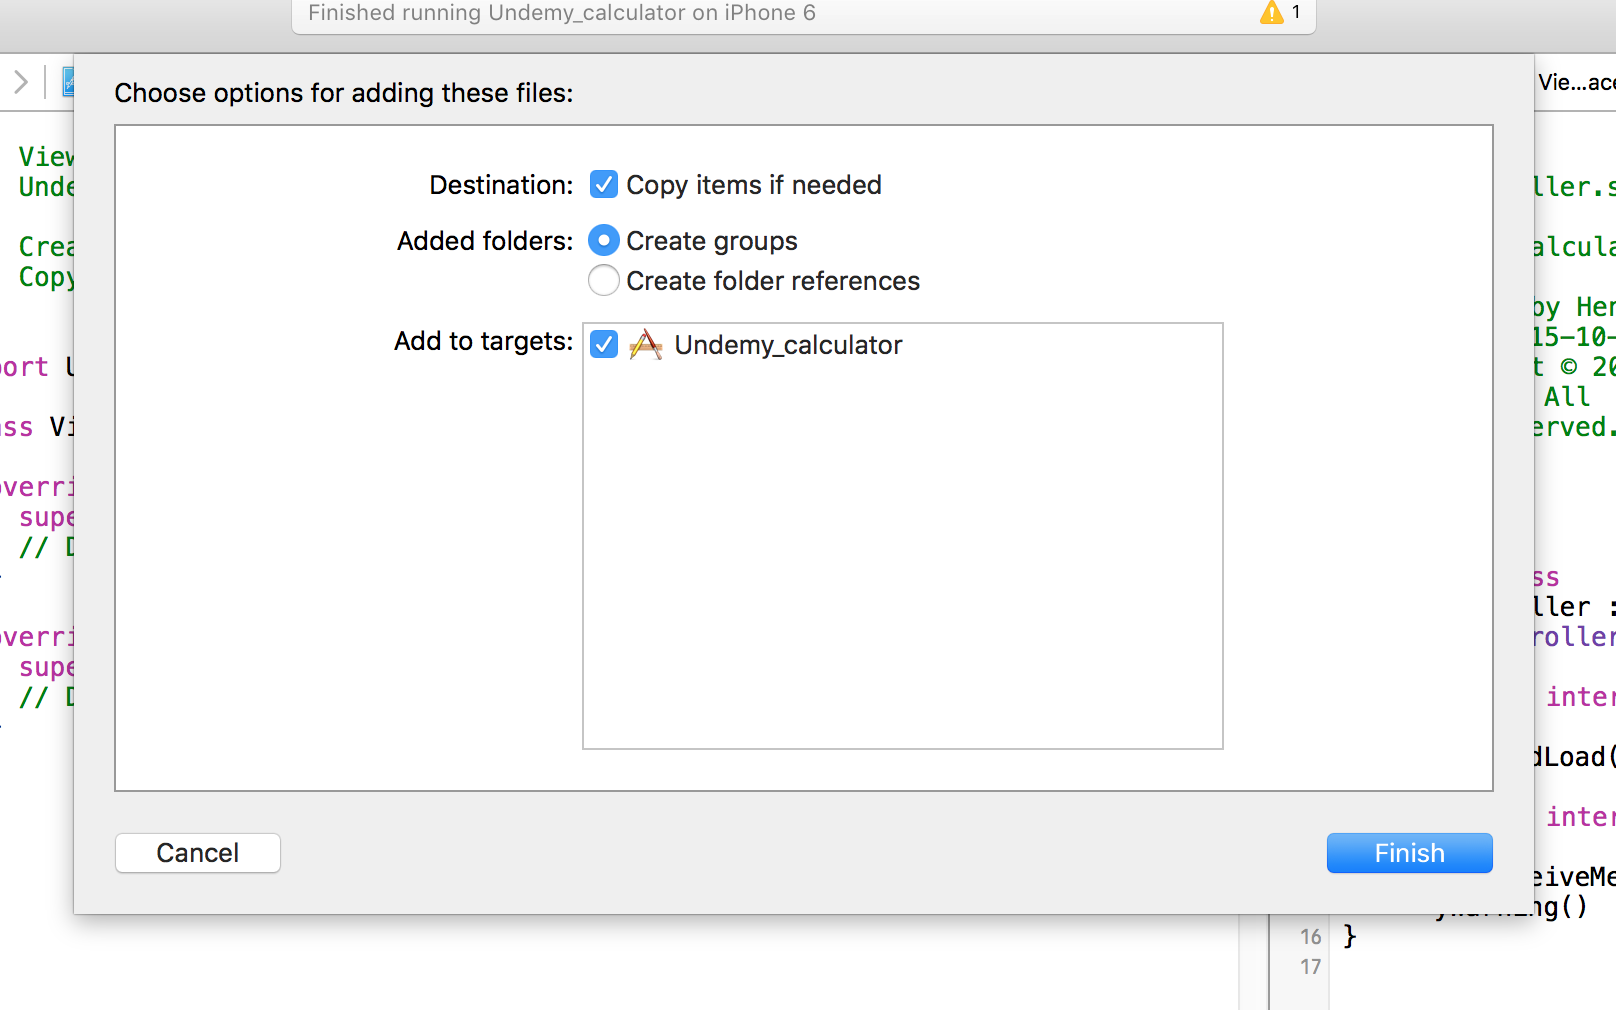 Finished running Undemy_calculator on iPhone 6
1
Vie...ace
Choose options for adding these files:
Destination: Copy items if needed
Added folders: Create groups
Create folder references
Add to targets: Undemy_calculator
Cancel
Finish
View
Unde
Crea
Copy
ort U
ss Vi
verri
supe
// D
verri
supe
// D
ller.s
alcula
by Hen
15-10-
t © 20
All
erved.
ss
ller :
roller
inter
dLoad(
inter
eiveMe
ng()
16 }
17